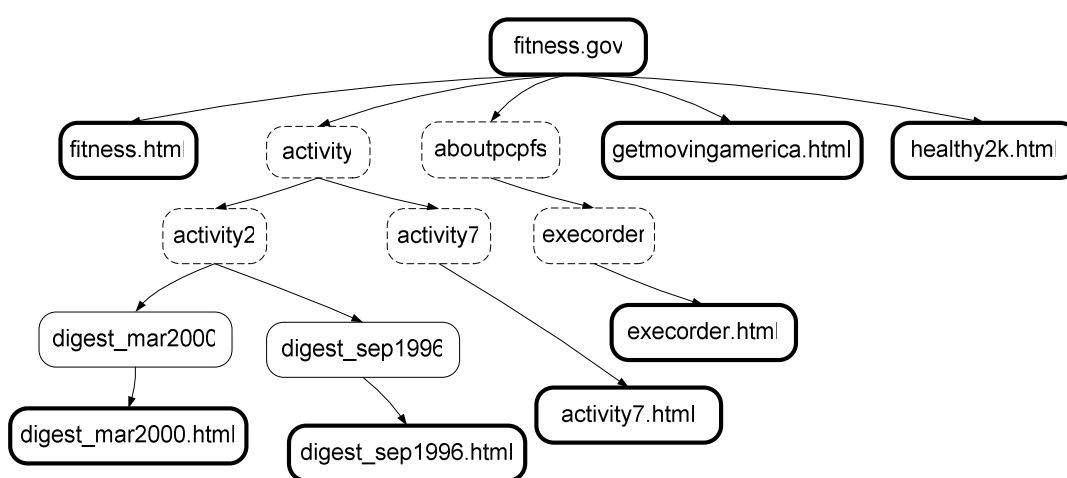 fitness.gov
fitness.html
activity
aboutpcpfs
getmovingamerica.html
healthy2k.html
activity2
activity7
execorder
digest_mar2000
digest_sep1996
execorder.html
digest_mar2000.html
activity7.html
digest_sep1996.html